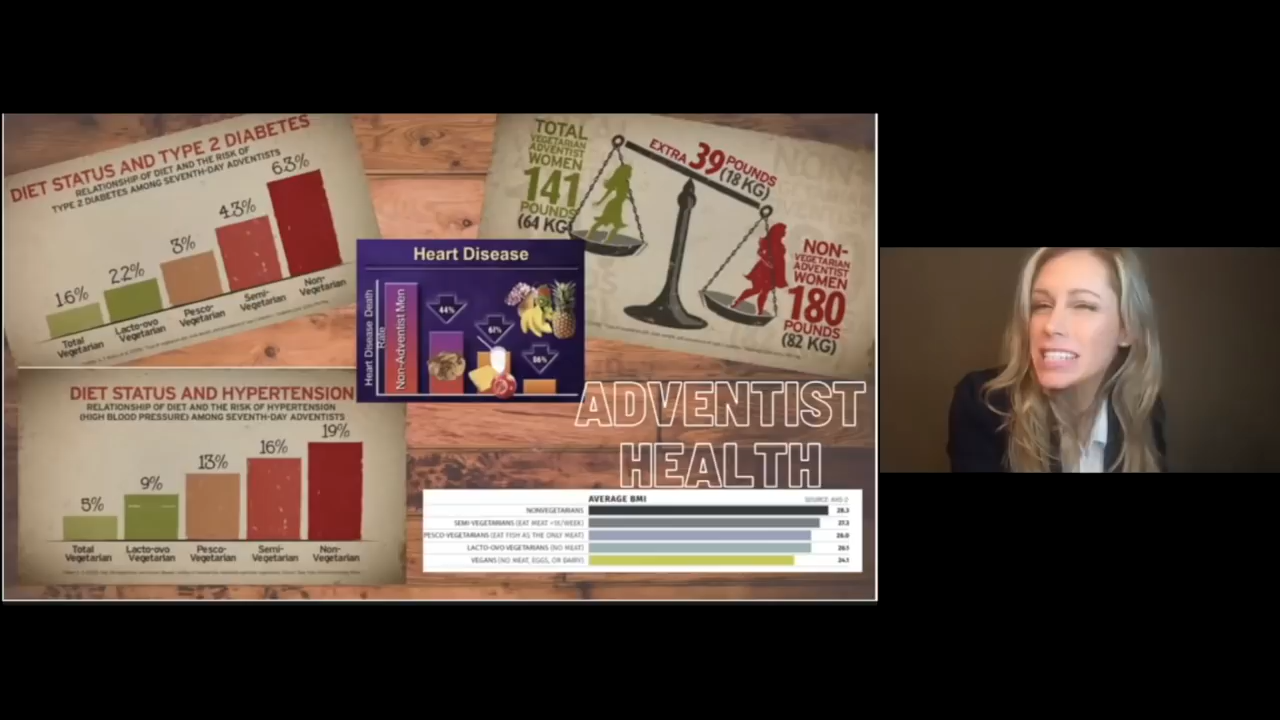 DIET STATUS AND TYPE 2 DIABETES
RELATIONSHIP OF DIET AND THE RISK OF
TYPE 2 DIABETES AMONG SEVENTH-DAY ADVENTISTS
1.6%
2.2%
3%
4.3%
6.3%
Total
Vegetarian
Lacto-ovo
Vegetarian
Pesco-
Vegetarian
Semi-
Vegetarian
Non-
Vegetarian
TOTAL
VEGETARIAN
ADVENTIST
WOMEN
141
POUNDS
(64 KG)
EXTRA 39 POUNDS
(18 KG)
NON-
VEGETARIAN
ADVENTIST
WOMEN
180
POUNDS
(82 KG)
Heart Disease
Heart Disease Death
Rate
Non-Adventist Men
44%
61%
86%
DIET STATUS AND HYPERTENSION
RELATIONSHIP OF DIET AND THE RISK OF HYPERTENSION
(HIGH BLOOD PRESSURE) AMONG SEVENTH-DAY ADVENTISTS
5%
9%
13%
16%
19%
Total
Vegetarian
Lacto-ovo
Vegetarian
Pesco-
Vegetarian
Semi-
Vegetarian
Non-
Vegetarian
ADVENTIST
HEALTH
AVERAGE BMI
SOURCE: AHS-2
NONVEGETARIANS 28.3
SEMI-VEGETARIANS (EAT MEAT <1X/WEEK) 27.3
PESCO-VEGETARIANS (EAT FISH AS THE ONLY MEAT) 26.0
LACTO-OVO VEGETARIANS (NO MEAT) 26.1
VEGANS (NO MEAT, EGGS, OR DAIRY) 24.1